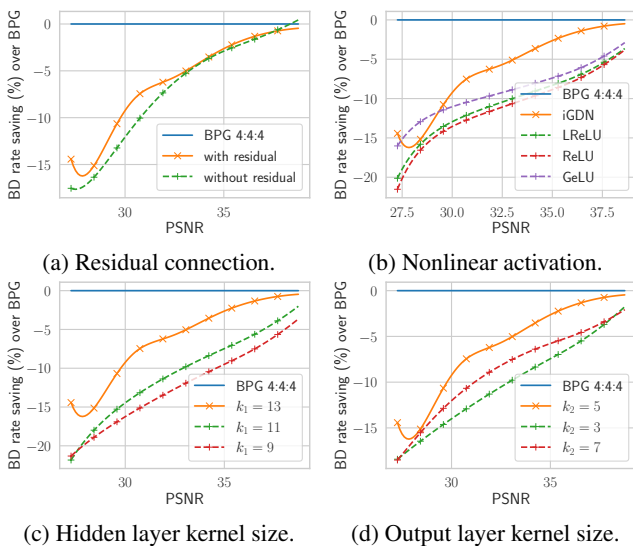 BD rate saving (%) over BPG
0
−5
−10
−15
BPG 4:4:4
with residual
without residual
30
35
PSNR
(a) Residual connection.
BD rate saving (%) over BPG
0
−5
−10
−15
−20
BPG 4:4:4
iGDN
LReLU
ReLU
GeLU
27.5
30.0
32.5
35.0
37.5
PSNR
(b) Nonlinear activation.
BD rate saving (%) over BPG
0
−5
−10
−15
−20
BPG 4:4:4
k₁ = 13
k₁ = 11
k₁ = 9
30
35
PSNR
(c) Hidden layer kernel size.
BD rate saving (%) over BPG
0
−5
−10
−15
BPG 4:4:4
k₂ = 5
k₂ = 3
k₂ = 7
30
35
PSNR
(d) Output layer kernel size.